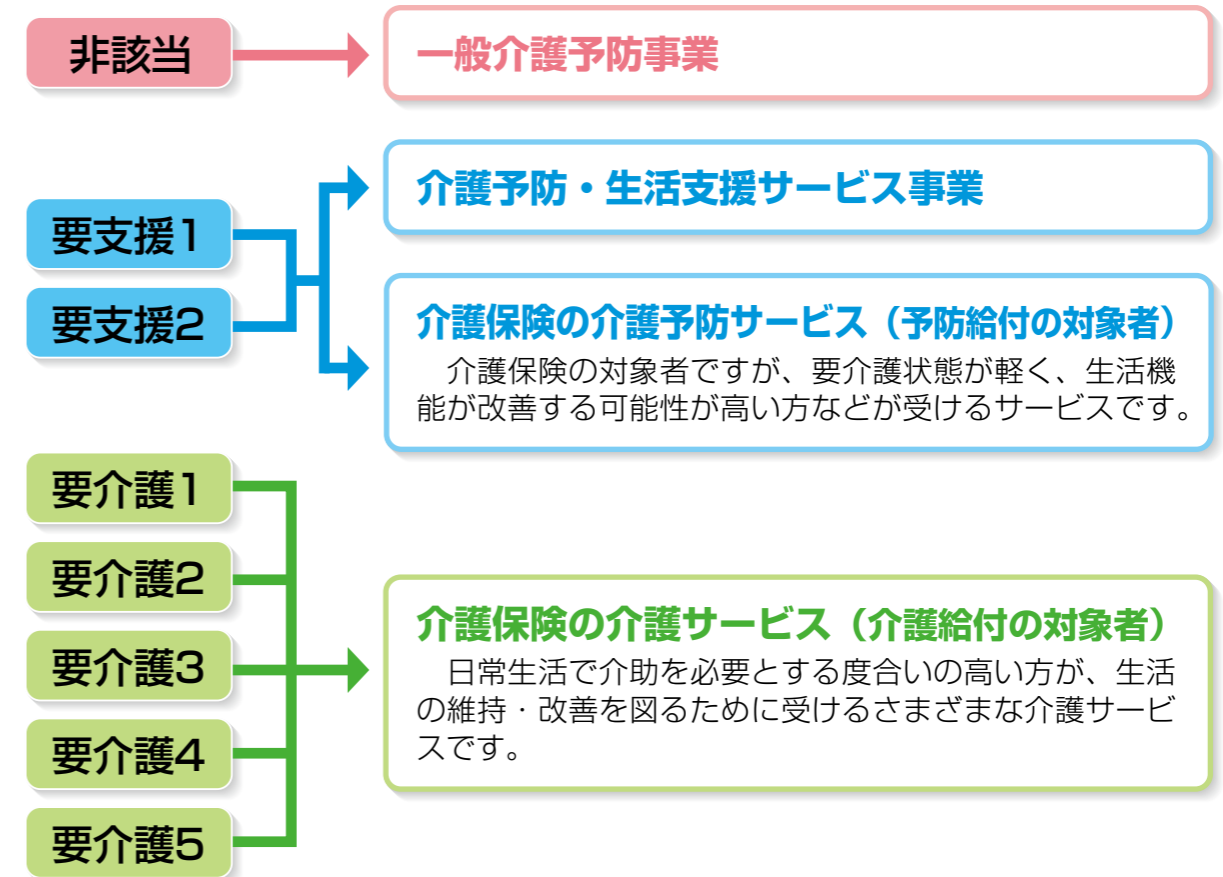 非該当
一般介護予防事業
要支援1
要支援2
介護予防・生活支援サービス事業
介護保険の介護予防サービス（予防給付の対象者）
　介護保険の対象者ですが、要介護状態が軽く、生活機
能が改善する可能性が高い方などが受けるサービスです。
要介護1
要介護2
要介護3
要介護4
要介護5
介護保険の介護サービス（介護給付の対象者）
　日常生活で介助を必要とする度合いの高い方が、生活
の維持・改善を図るために受けるさまざまな介護サービ
スです。